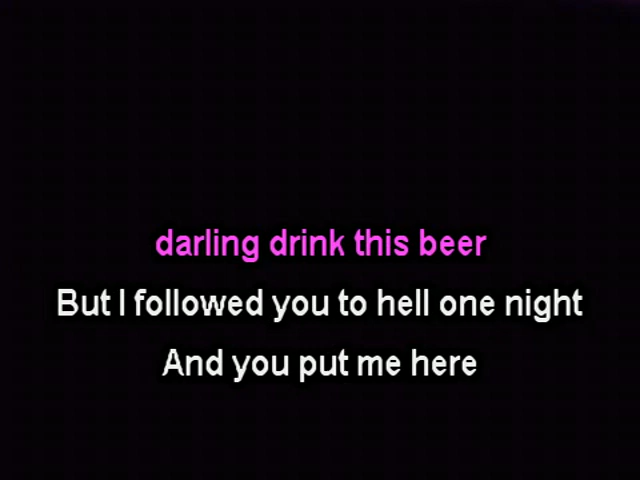 darling drink this beer
But I followed you to hell one night
And you put me here